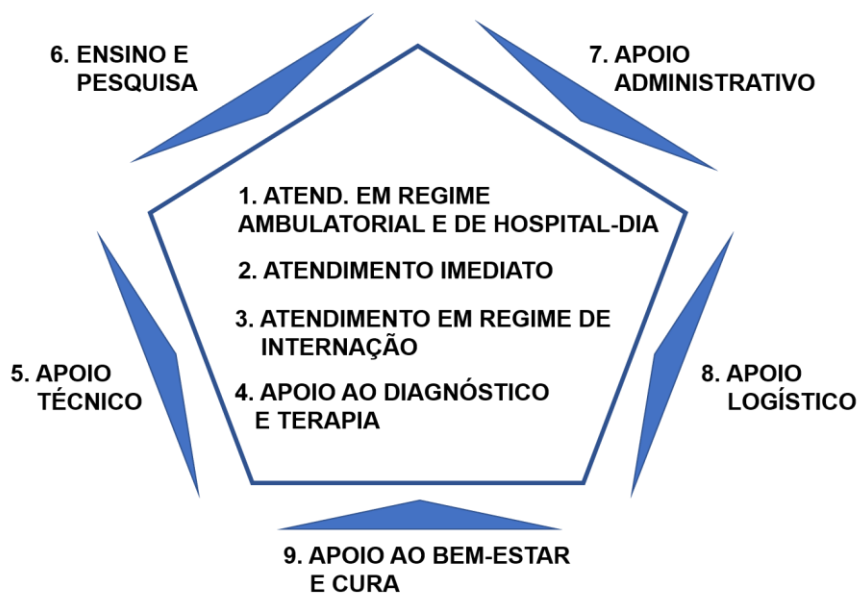 6. ENSINO E
PESQUISA
7. APOIO
ADMINISTRATIVO
1. ATEND. EM REGIME
AMBULATORIAL E DE HOSPITAL-DIA
2. ATENDIMENTO IMEDIATO
3. ATENDIMENTO EM REGIME DE
INTERNAÇÃO
4. APOIO AO DIAGNÓSTICO
E TERAPIA
5. APOIO
TÉCNICO
8. APOIO
LOGÍSTICO
9. APOIO AO BEM-ESTAR
E CURA